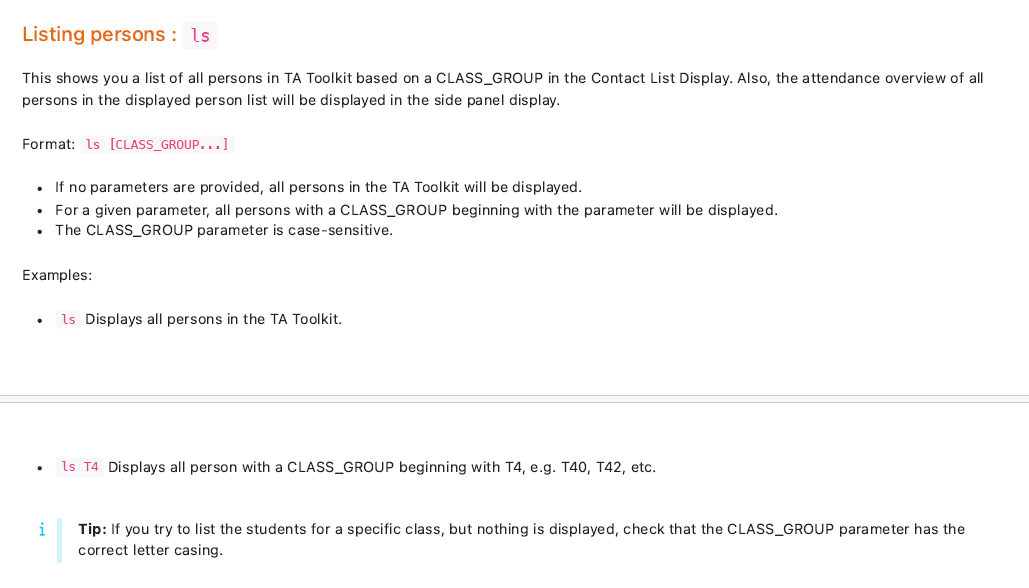 Listing persons : ls
This shows you a list of all persons in TA Toolkit based on a CLASS_GROUP in the Contact List Display. Also, the attendance overview of all
persons in the displayed person list will be displayed in the side panel display.
Format: ls [CLASS_GROUP...]
• If no parameters are provided, all persons in the TA Toolkit will be displayed.
• For a given parameter, all persons with a CLASS_GROUP beginning with the parameter will be displayed.
• The CLASS_GROUP parameter is case-sensitive.
Examples:
• ls Displays all persons in the TA Toolkit.
• ls T4 Displays all person with a CLASS_GROUP beginning with T4, e.g. T40, T42, etc.
i Tip: If you try to list the students for a specific class, but nothing is displayed, check that the CLASS_GROUP parameter has the
correct letter casing.